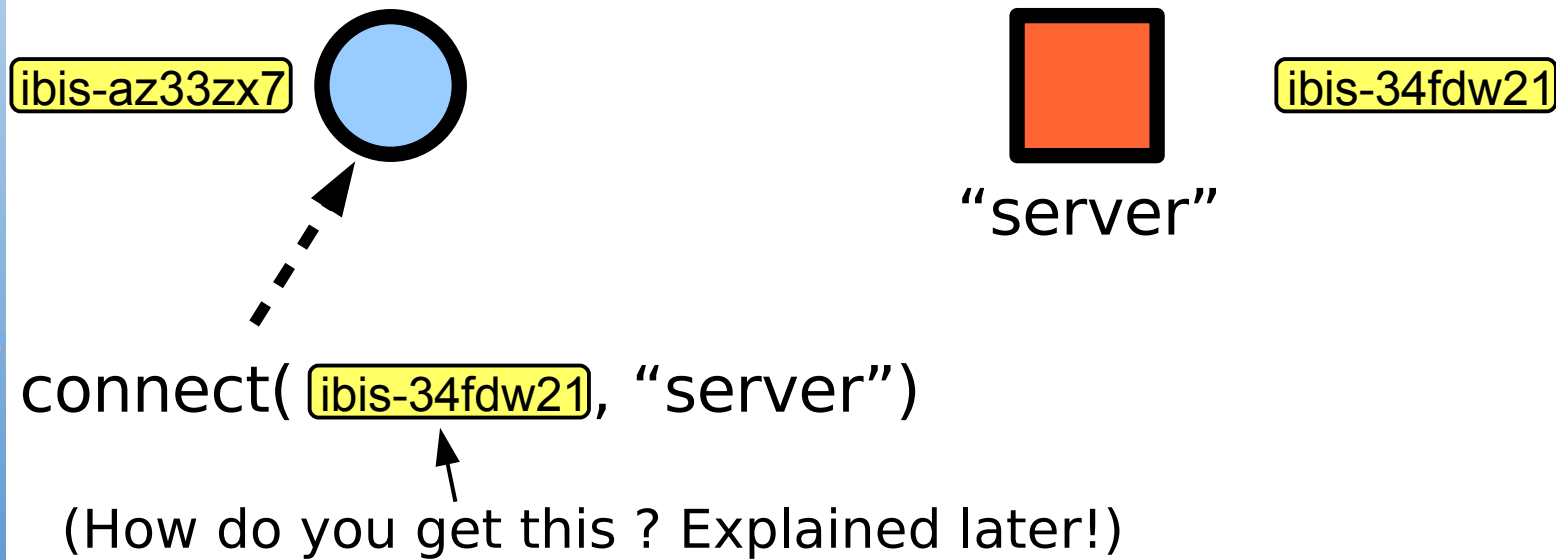 ibis-az33zx7
ibis-34fdw21
“server”
connect( ibis-34fdw21, “server”)
(How do you get this ? Explained later!)